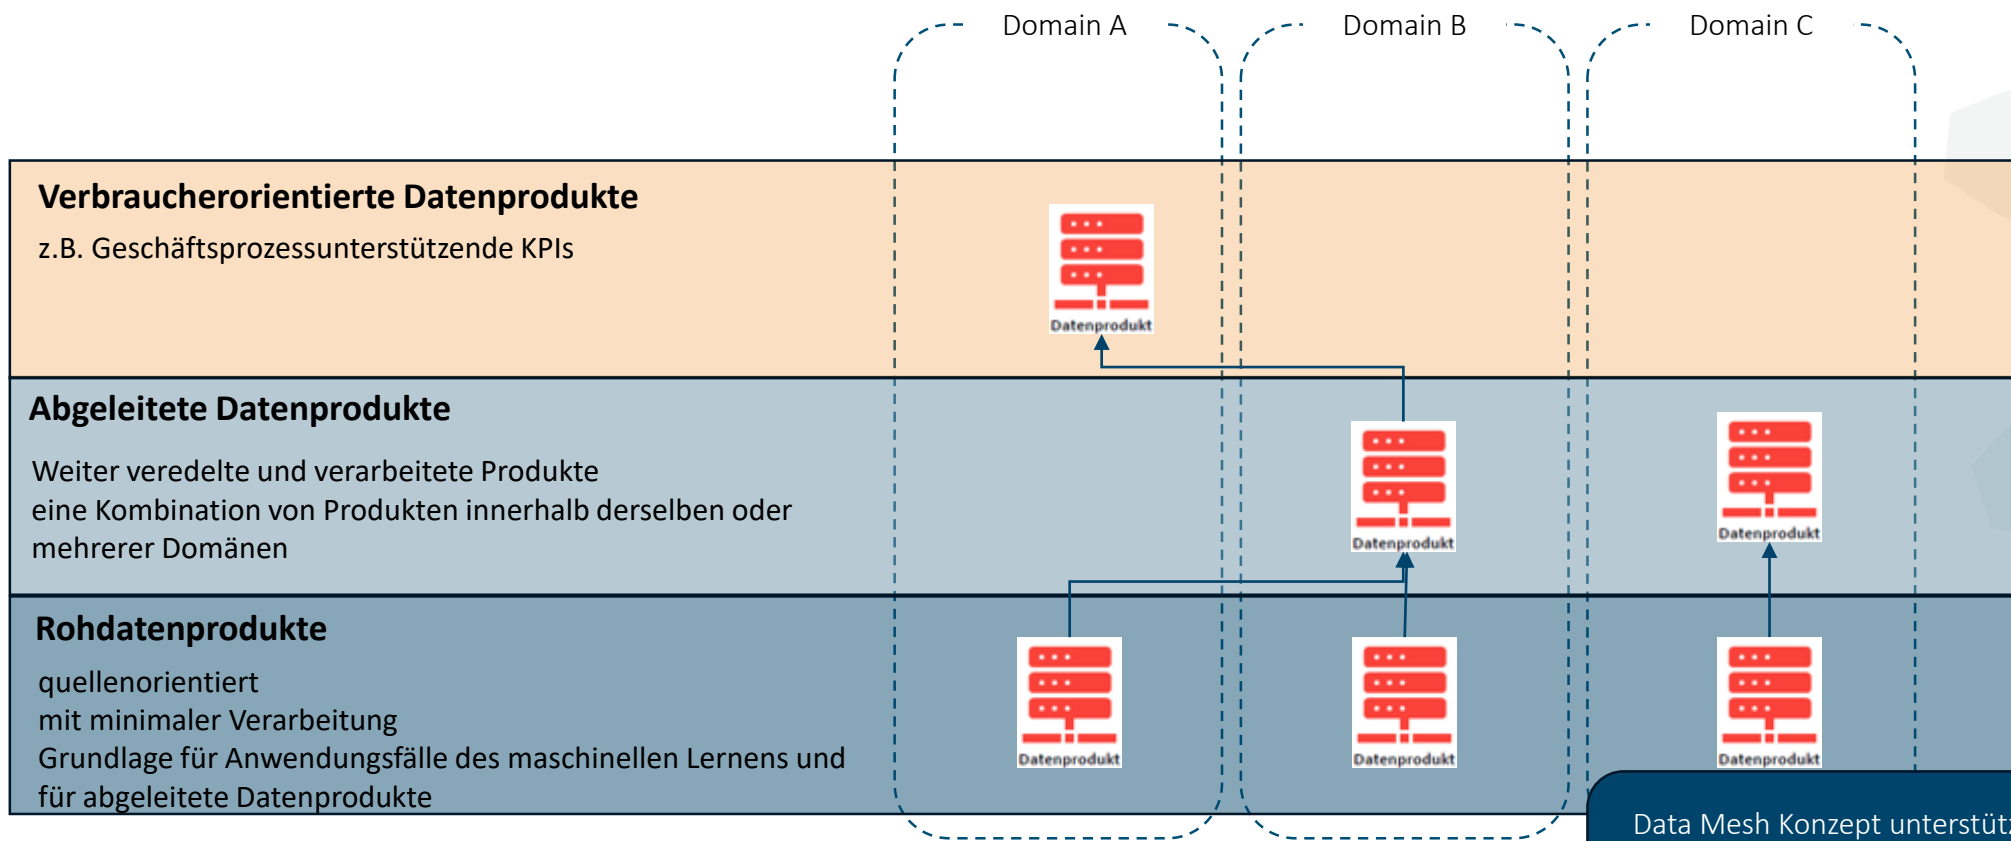 Domain A
Domain B
Domain C
Verbraucherorientierte Datenprodukte
z.B. Geschäftsprozessunterstützende KPIs
Datenprodukt
Abgeleitete Datenprodukte
Weiter veredelte und verarbeitete Produkte
eine Kombination von Produkten innerhalb derselben oder
mehrerer Domänen
Datenprodukt
Datenprodukt
Rohdatenprodukte
quellenorientiert
mit minimaler Verarbeitung
Grundlage für Anwendungsfälle des maschinellen Lernens und
für abgeleitete Datenprodukte
Datenprodukt
Datenprodukt
Datenprodukt
Data Mesh Konzept